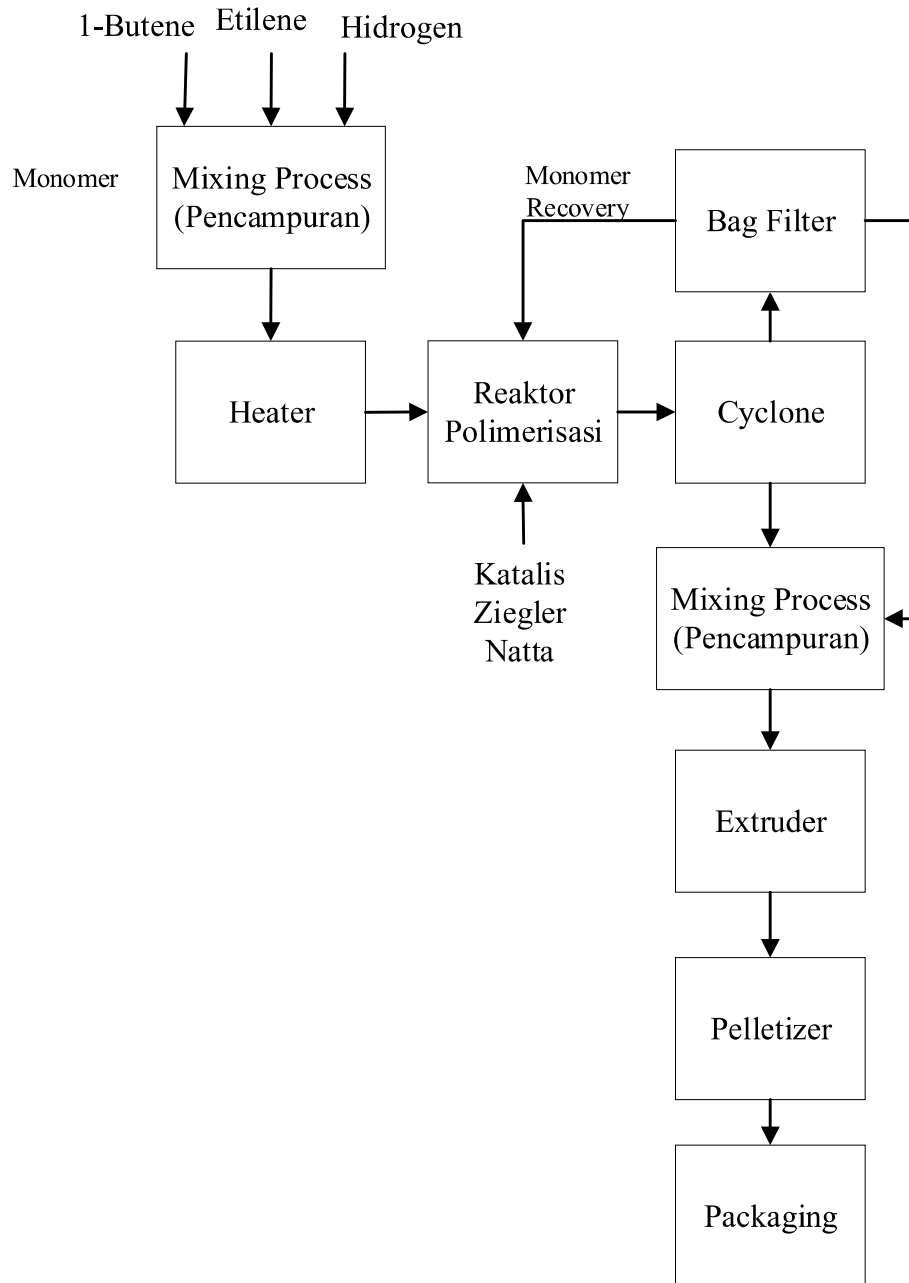 1-Butene
Etilene
Hidrogen
Monomer
Mixing Process
(Pencampuran)
Monomer
Recovery
Bag Filter
Heater
Reaktor
Polimerisasi
Cyclone
Katalis
Ziegler
Natta
Mixing Process
(Pencampuran)
Extruder
Pelletizer
Packaging